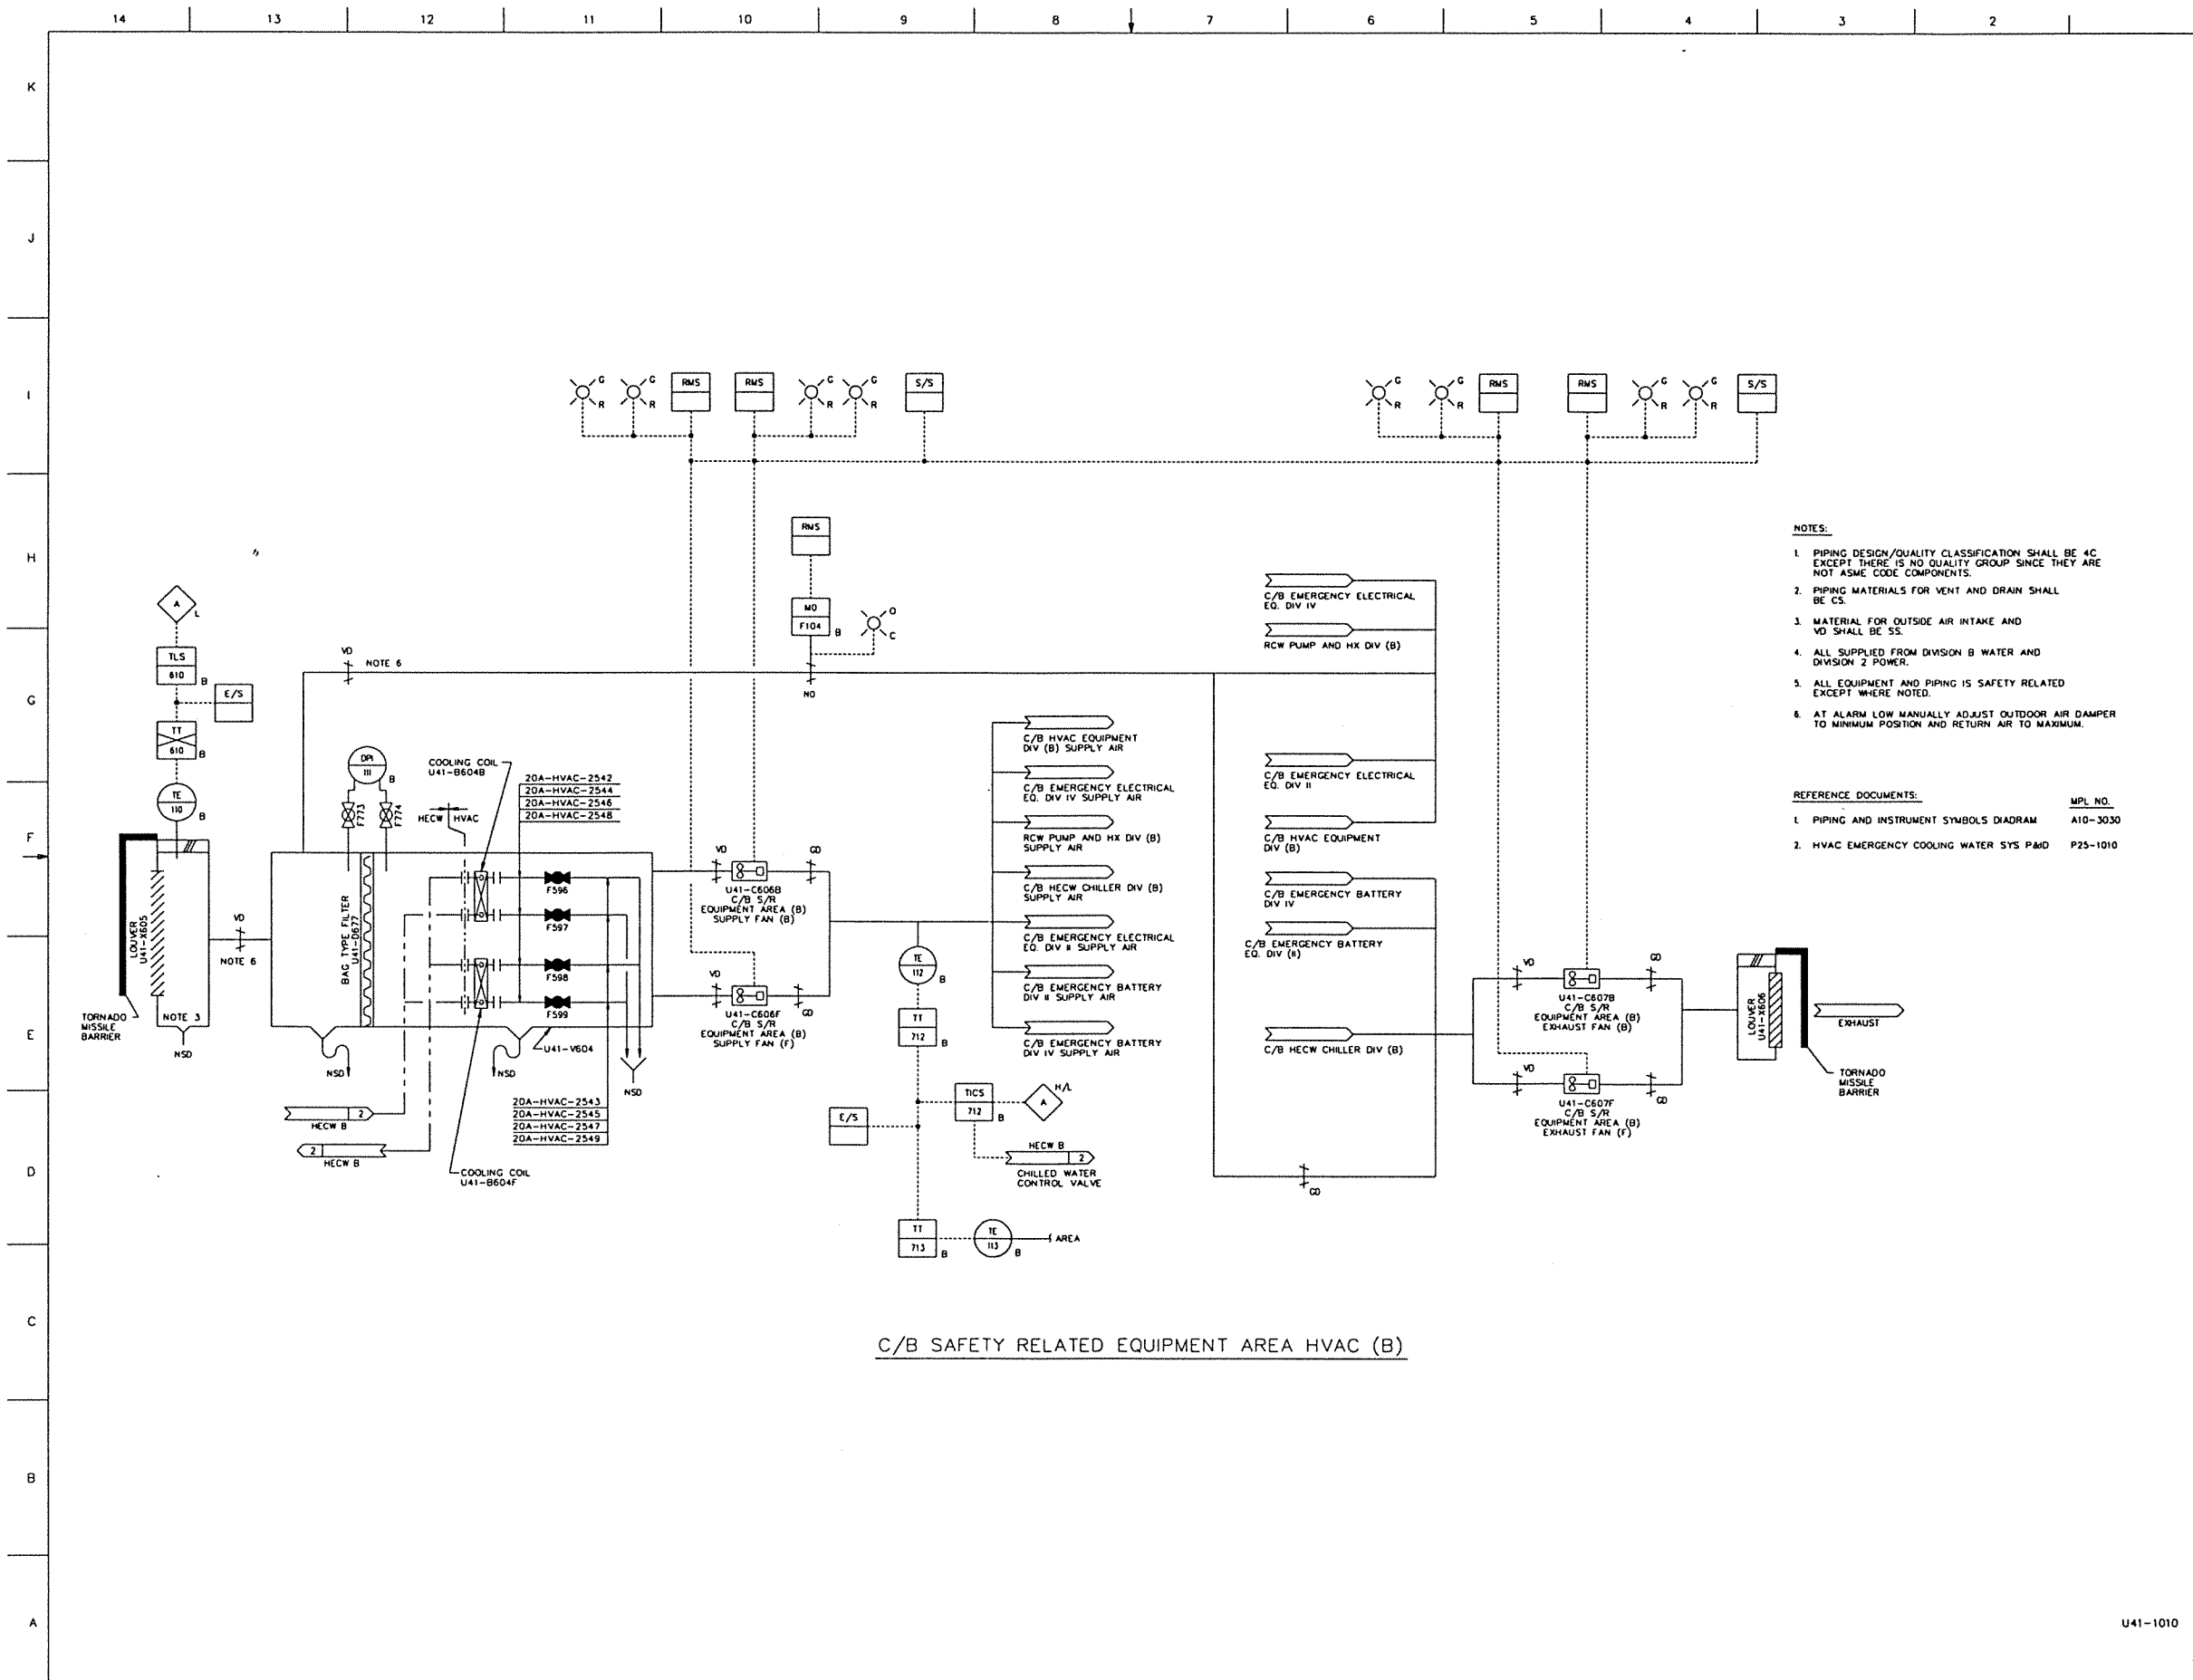 14 13 12 11 10 9 8 7 6 5 4 3 2
K
J
I
H
G
F
E
D
C
B
A
G
R
G
R
RMS
RMS
G
R
G
R
S/S
G
R
G
R
RMS
RMS
G
R
G
R
S/S
RMS
MO
F104
B
O
C
NO
A
L
TLS
610
B
E/S
TT
610
B
TE
110
B
VD
NOTE 6
DPI
111
B
F773
F774
COOLING COIL
U41-B604B
HECW
HVAC
20A-HVAC-2542
20A-HVAC-2544
20A-HVAC-2546
20A-HVAC-2548
LOUVER
U41-X605
TORNADO
MISSILE
BARRIER
NOTE 3
NSD
VD
NOTE 6
BAG TYPE FILTER
U41-D677
F596
F597
F598
F599
NSD
NSD
U41-V604
NSD
2
HECW B
2
HECW B
20A-HVAC-2543
20A-HVAC-2545
20A-HVAC-2547
20A-HVAC-2549
COOLING COIL
U41-B604F
VD
GD
U41-C606B
C/B S/R
EQUIPMENT AREA (B)
SUPPLY FAN (B)
VD
GD
U41-C606F
C/B S/R
EQUIPMENT AREA (B)
SUPPLY FAN (F)
C/B HVAC EQUIPMENT
DIV (B) SUPPLY AIR
C/B EMERGENCY ELECTRICAL
EQ. DIV IV SUPPLY AIR
RCW PUMP AND HX DIV (B)
SUPPLY AIR
C/B HECW CHILLER DIV (B)
SUPPLY AIR
C/B EMERGENCY ELECTRICAL
EQ. DIV II SUPPLY AIR
C/B EMERGENCY BATTERY
DIV II SUPPLY AIR
C/B EMERGENCY BATTERY
DIV IV SUPPLY AIR
TE
112
B
TT
712
B
TICS
712
B
A
H/L
E/S
HECW B
2
CHILLED WATER
CONTROL VALVE
TT
713
B
TE
113
B
AREA
C/B EMERGENCY ELECTRICAL
EQ. DIV IV
RCW PUMP AND HX DIV (B)
C/B EMERGENCY ELECTRICAL
EQ. DIV II
C/B HVAC EQUIPMENT
DIV (B)
C/B EMERGENCY BATTERY
DIV IV
C/B EMERGENCY BATTERY
EQ. DIV (II)
C/B HECW CHILLER DIV (B)
GD
VD
GD
U41-C607B
C/B S/R
EQUIPMENT AREA (B)
EXHAUST FAN (B)
VD
GD
U41-C607F
C/B S/R
EQUIPMENT AREA (B)
EXHAUST FAN (F)
LOUVER
U41-X606
EXHAUST
TORNADO
MISSILE
BARRIER
NOTES:
1. PIPING DESIGN/QUALITY CLASSIFICATION SHALL BE 4C
EXCEPT THERE IS NO QUALITY GROUP SINCE THEY ARE
NOT ASME CODE COMPONENTS.
2. PIPING MATERIALS FOR VENT AND DRAIN SHALL
BE CS.
3. MATERIAL FOR OUTSIDE AIR INTAKE AND
VD SHALL BE SS.
4. ALL SUPPLIED FROM DIVISION B WATER AND
DIVISION 2 POWER.
5. ALL EQUIPMENT AND PIPING IS SAFETY RELATED
EXCEPT WHERE NOTED.
6. AT ALARM LOW MANUALLY ADJUST OUTDOOR AIR DAMPER
TO MINIMUM POSITION AND RETURN AIR TO MAXIMUM.
REFERENCE DOCUMENTS: MPL NO.
1. PIPING AND INSTRUMENT SYMBOLS DIADRAM A10-3030
2. HVAC EMERGENCY COOLING WATER SYS P&ID P25-1010
C/B SAFETY RELATED EQUIPMENT AREA HVAC (B)
U41-1010